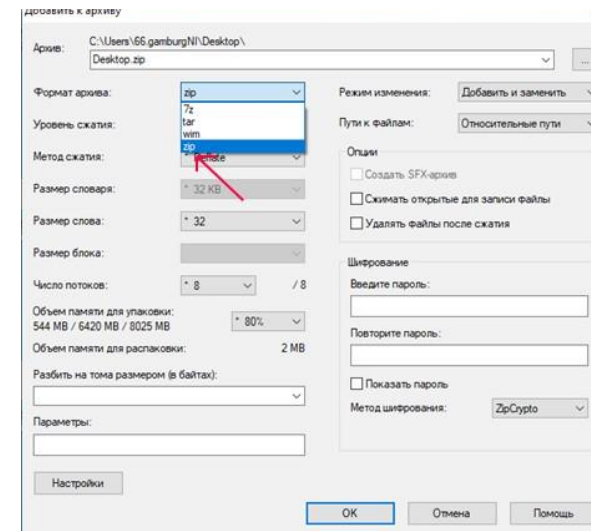 Добавить к архиву
Архив:
C:\Users\66.gamburgNI\Desktop\
Desktop.zip
...
Формат архива:
zip
7z
tar
wim
zip
Уровень сжатия:
Метод сжатия:
* Deflate
Размер словаря:
* 32 KB
Размер слова:
* 32
Размер блока:
Число потоков:
* 8
/ 8
Объем памяти для упаковки:
544 MB / 6420 MB / 8025 MB
* 80%
Объем памяти для распаковки:
2 MB
Разбить на тома размером (в байтах):
Параметры:
Настройки
Режим изменения:
Добавить и заменить
Пути к файлам:
Относительные пути
Опции
Создать SFX-архив
Сжимать открытые для записи файлы
Удалять файлы после сжатия
Шифрование
Введите пароль:
Повторите пароль:
Показать пароль
Метод шифрования:
ZipCrypto
OK
Отмена
Помощь